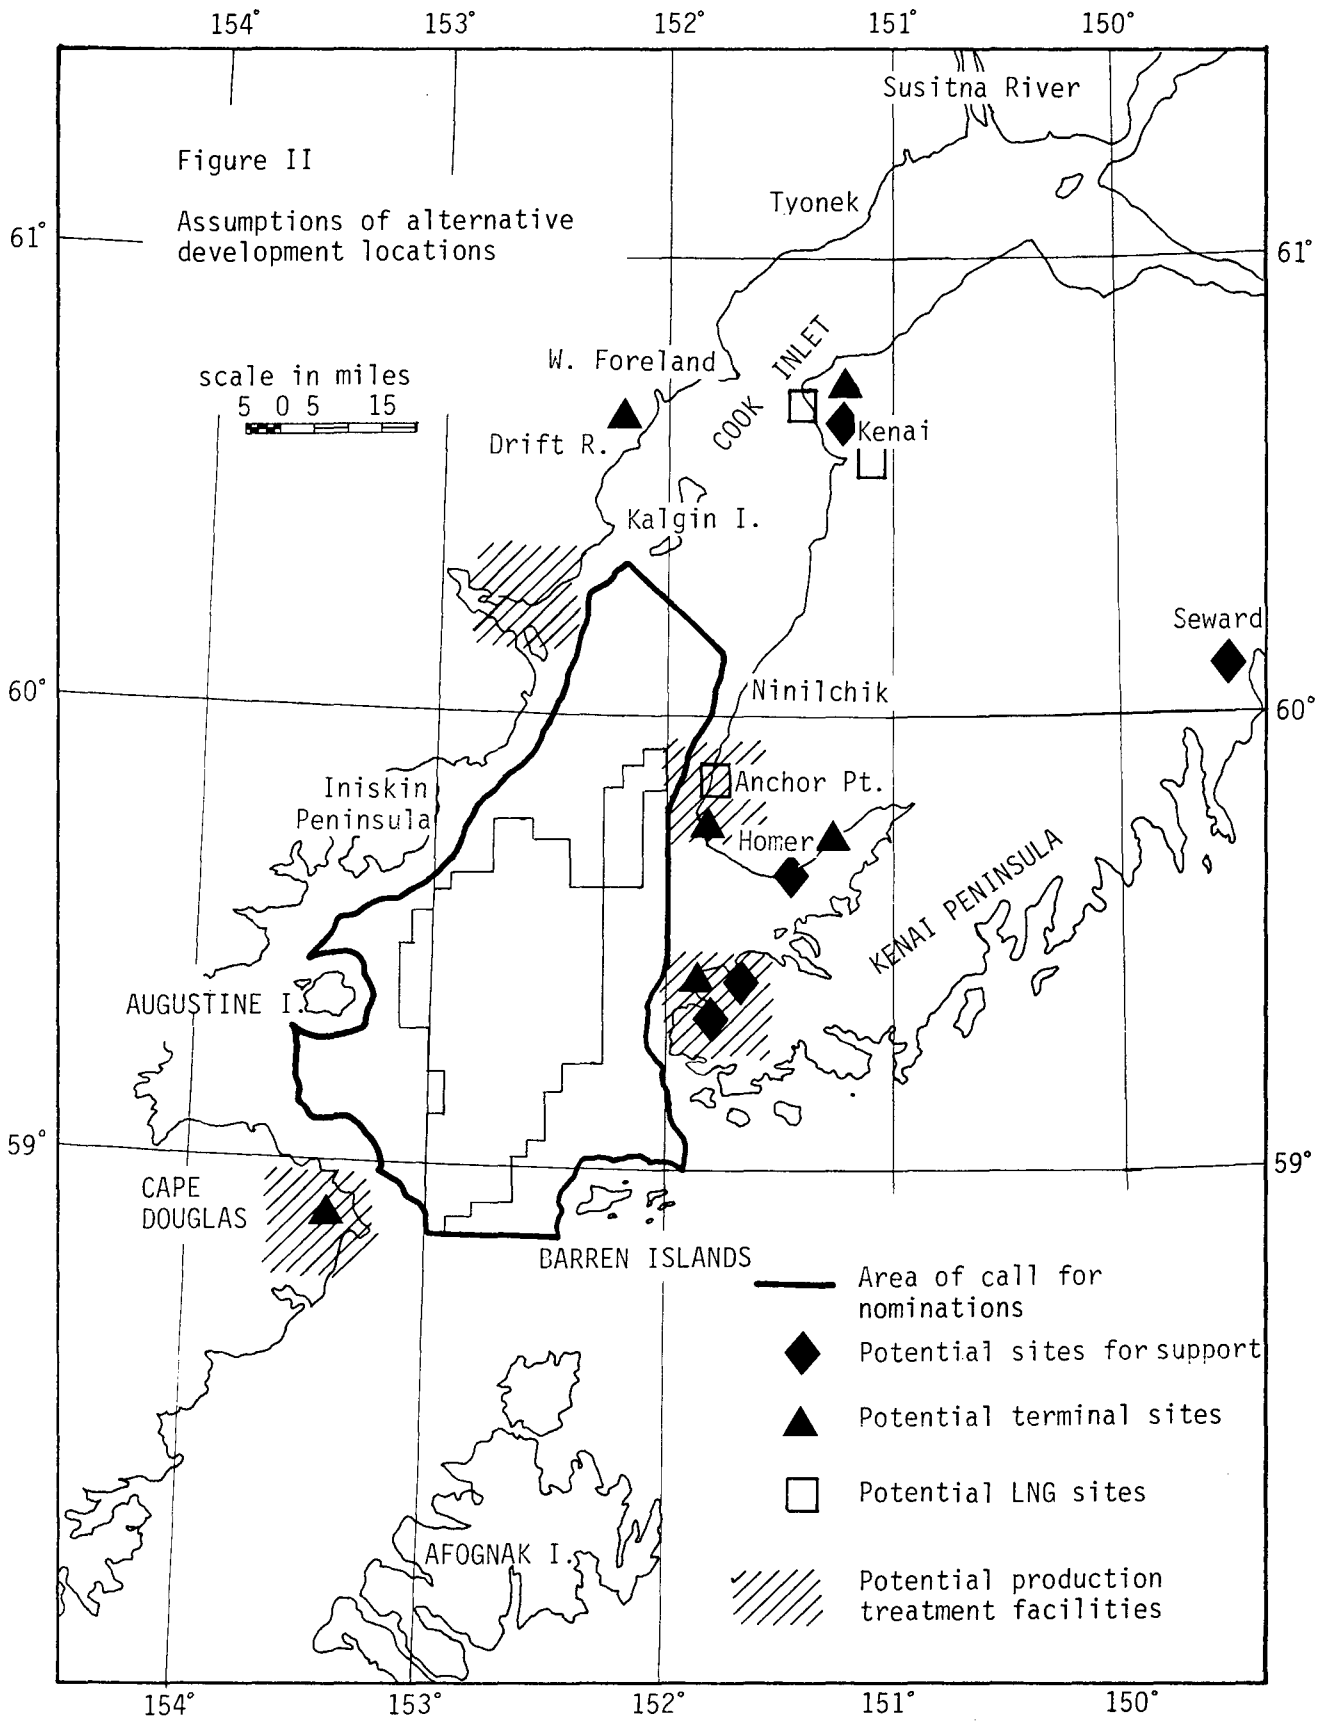 154° 153° 152° 151° 150°
Susitna River
Figure II
Tyonek
Assumptions of alternative
development locations
61°
61°
COOK INLET
W. Foreland
scale in miles
5 0 5 15
Drift R.
Kenai
Kalgin I.
Seward
60°
Ninilchik
60°
Iniskin
Peninsula
Anchor Pt.
Homer
KENAI PENINSULA
AUGUSTINE I.
59°
59°
CAPE
DOUGLAS
BARREN ISLANDS
Area of call for
nominations
Potential sites for support
Potential terminal sites
Potential LNG sites
AFOGNAK I.
Potential production
treatment facilities
154° 153° 152° 151° 150°